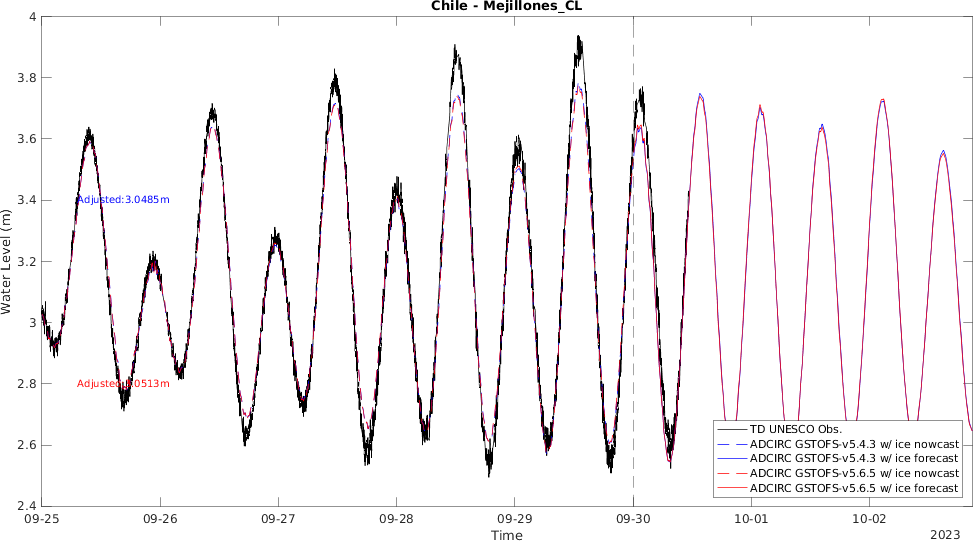 Chile - Mejillones_CL
4
3.8
3.6
3.4
3.2
3
2.8
2.6
2.4
Water Level (m)
Adjusted:3.0485m
Adjusted:3.0513m
TD UNESCO Obs.
ADCIRC GSTOFS-v5.4.3 w/ ice nowcast
ADCIRC GSTOFS-v5.4.3 w/ ice forecast
ADCIRC GSTOFS-v5.6.5 w/ ice nowcast
ADCIRC GSTOFS-v5.6.5 w/ ice forecast
09-25 09-26 09-27 09-28 09-29 09-30 10-01 10-02
Time
2023